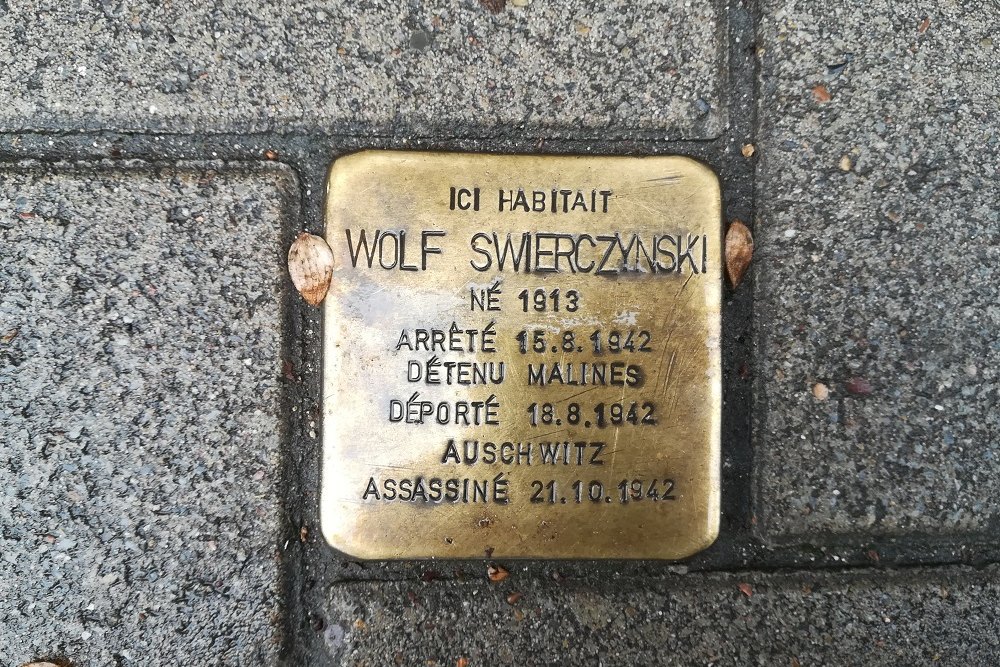 ICI HABITAIT
WOLF SWIERCZYNSKI
NÉ 1913
ARRÊTÉ 15.8.1942
DÉTENU MALINES
DÉPORTÉ 18.8.1942
AUSCHWITZ
ASSASSINÉ 21.10.1942